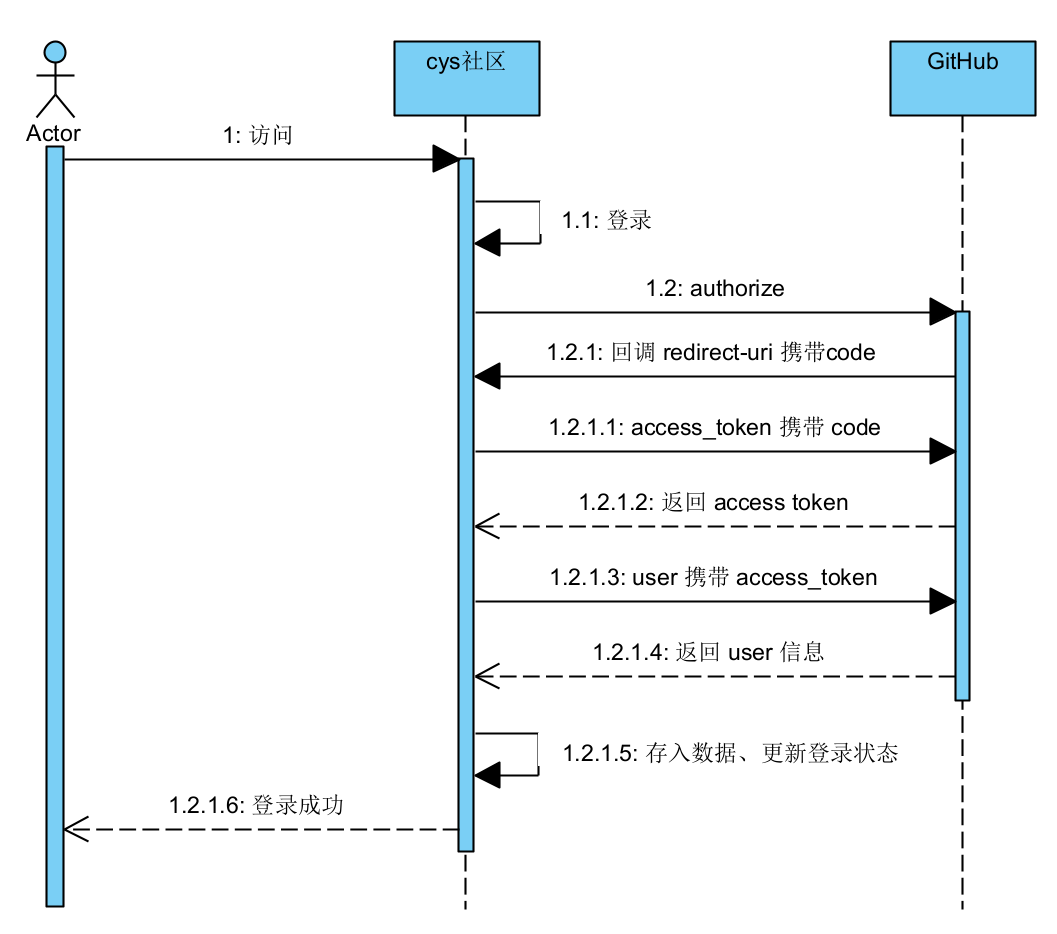 cys社区
GitHub
Actor
1: 访问
1.1: 登录
1.2: authorize
1.2.1: 回调 redirect-uri 携带code
1.2.1.1: access_token 携带 code
1.2.1.2: 返回 access token
1.2.1.3: user 携带 access_token
1.2.1.4: 返回 user 信息
1.2.1.5: 存入数据、更新登录状态
1.2.1.6: 登录成功